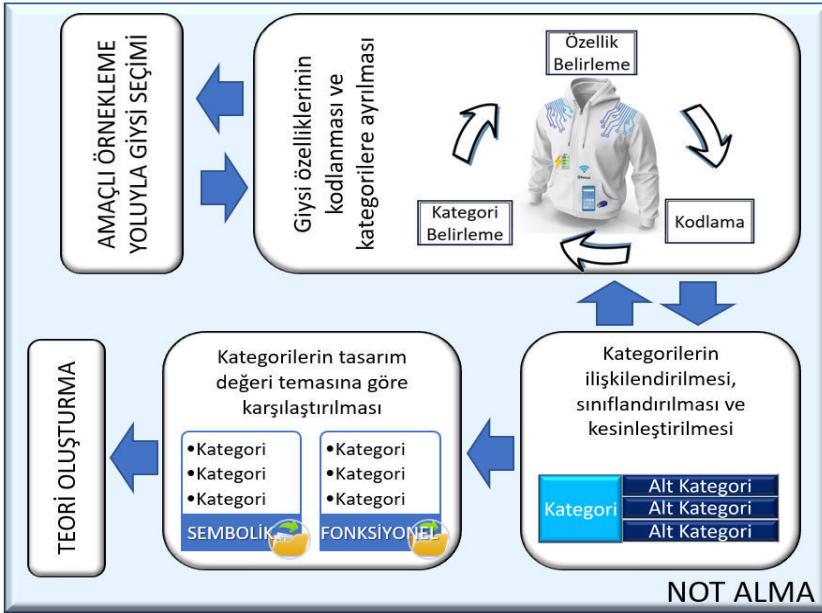 AMAÇLI ÖRNEKLEME
YOLUYLA GİYSİ SEÇİMİ
Giysi özelliklerinin
kodlanması ve
kategorilere ayrılması
Özellik
Belirleme
Kodlama
Kategori
Belirleme
Kategorilerin
ilişkilendirilmesi,
sınıflandırılması ve
kesinleştirilmesi
Kategori
Alt Kategori
Alt Kategori
Alt Kategori
Kategorilerin tasarım
değeri temasına göre
karşılaştırılması
•Kategori
•Kategori
•Kategori
SEMBOLİK
•Kategori
•Kategori
•Kategori
FONKSİYONEL
TEORİ OLUŞTURMA
NOT ALMA